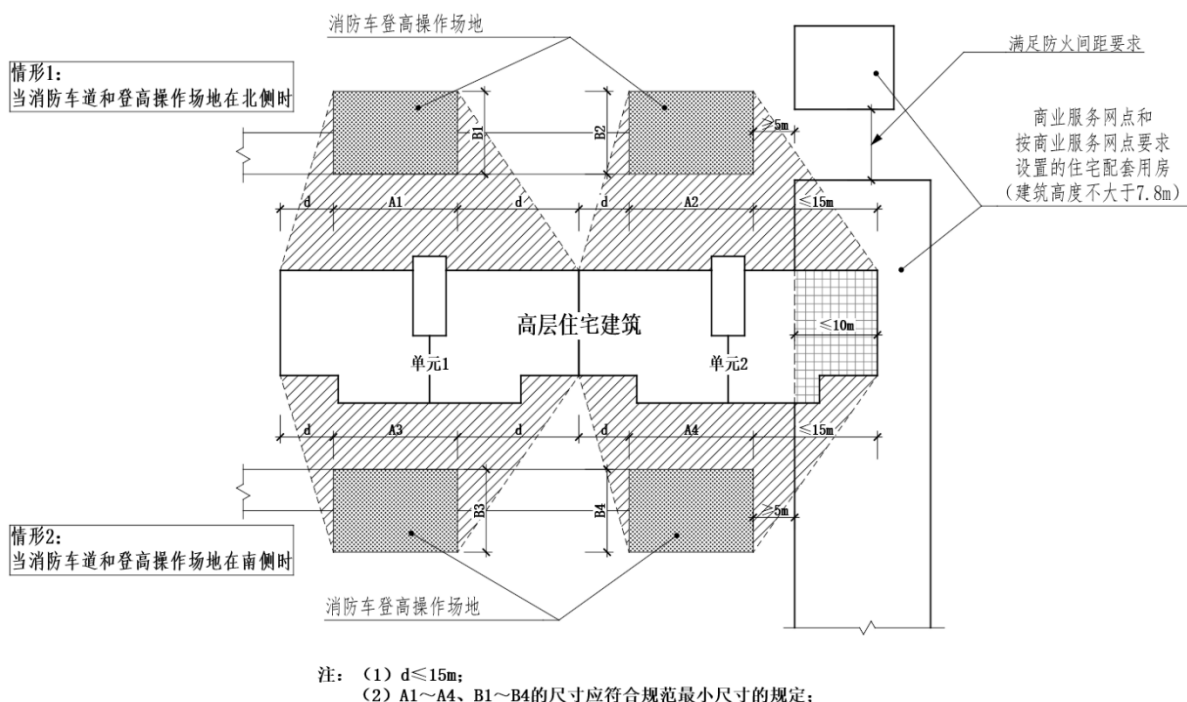 消防车登高操作场地
满足防火间距要求
情形1:
当消防车道和登高操作场地在北侧时
商业服务网点和
按商业服务网点要求
设置的住宅配套用房
(建筑高度不大于7.8m)
B1
B2
≥5m
d
A1
d
d
A2
≤15m
高层住宅建筑
≤10m
单元1
单元2
d
A3
d
d
A4
≤15m
B3
B4
≥5m
情形2:
当消防车道和登高操作场地在南侧时
消防车登高操作场地
注: (1) d≤15m;
(2) A1~A4、B1~B4的尺寸应符合规范最小尺寸的规定;